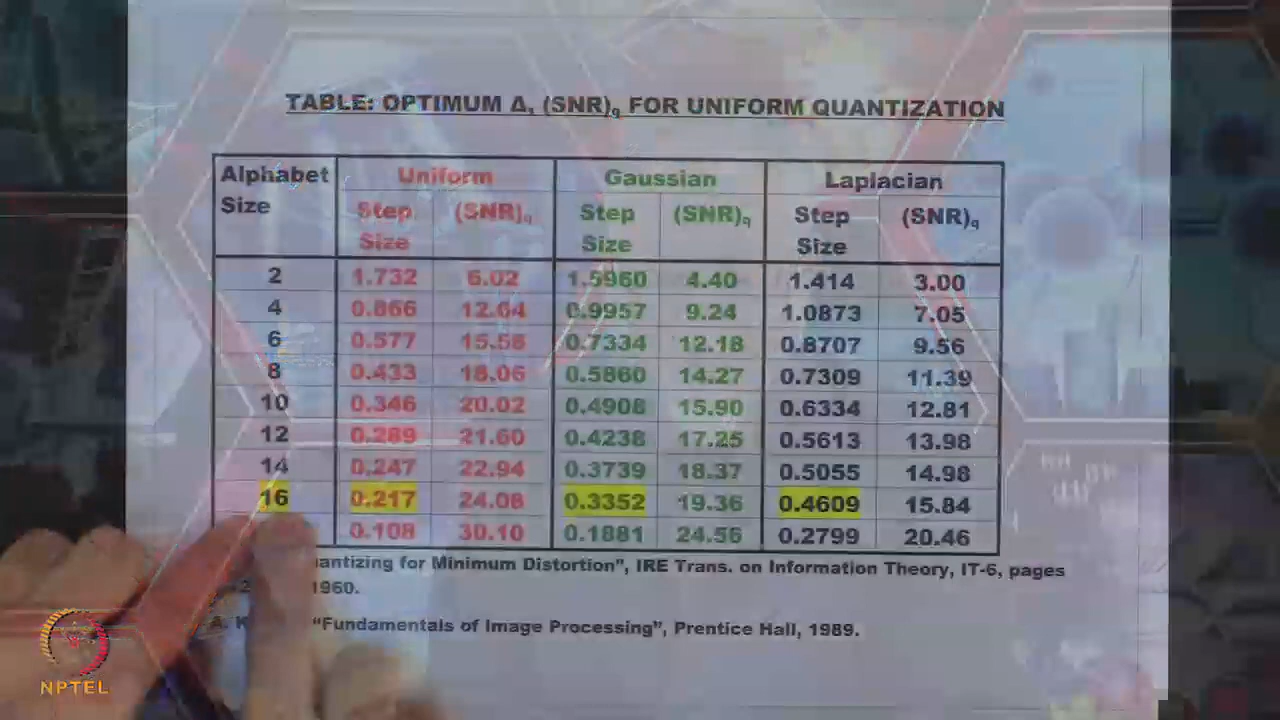 TABLE: OPTIMUM Δ, (SNR)q FOR UNIFORM QUANTIZATION
Alphabet Size Uniform Gaussian Laplacian
Step Size (SNR)q Step Size (SNR)q Step Size (SNR)q
2 1.732 6.02 1.5960 4.40 1.414 3.00
4 0.866 12.04 0.9957 9.24 1.0873 7.05
6 0.577 15.58 0.7334 12.18 0.8707 9.56
8 0.433 18.06 0.5860 14.27 0.7309 11.39
10 0.346 20.02 0.4908 15.90 0.6334 12.81
12 0.289 21.60 0.4238 17.25 0.5613 13.98
14 0.247 22.94 0.3739 18.37 0.5055 14.98
16 0.217 24.08 0.3352 19.36 0.4609 15.84
0.108 30.10 0.1881 24.56 0.2799 20.46
for Minimum Distortion", IRE Trans. on Information Theory, IT-6, pages
1960.
A. "Fundamentals of Image Processing", Prentice Hall, 1989.
NPTEL